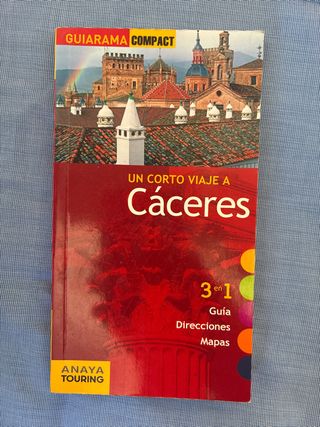 GUIARAMA COMPACT
UN CORTO VIAJE A
Cáceres
3 en 1
Guía
Direcciones
Mapas
ANAYA
TOURING